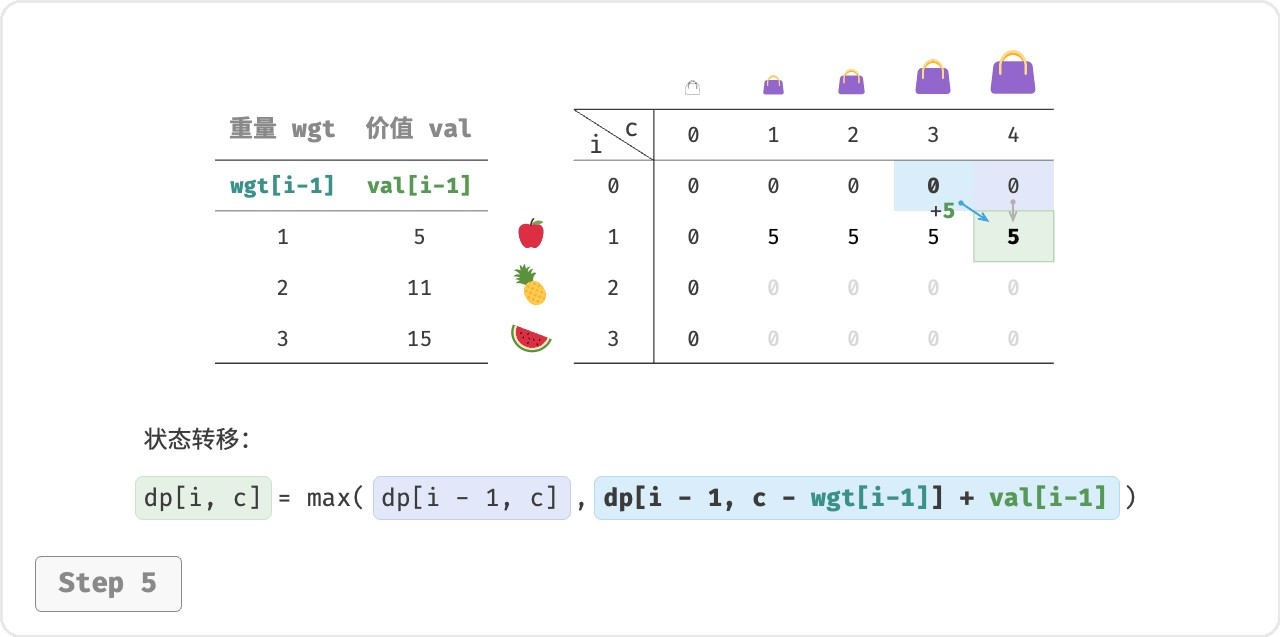 重量 wgt 价值 val
wgt[i-1] val[i-1]
1 5
2 11
3 15
c
i
0 1 2 3 4
0 0 0 0 0 0
+5
1 0 5 5 5 5
2 0 0 0 0 0
3 0 0 0 0 0
状态转移：
dp[i, c] = max( dp[i - 1, c] , dp[i - 1, c - wgt[i-1]] + val[i-1] )
Step 5